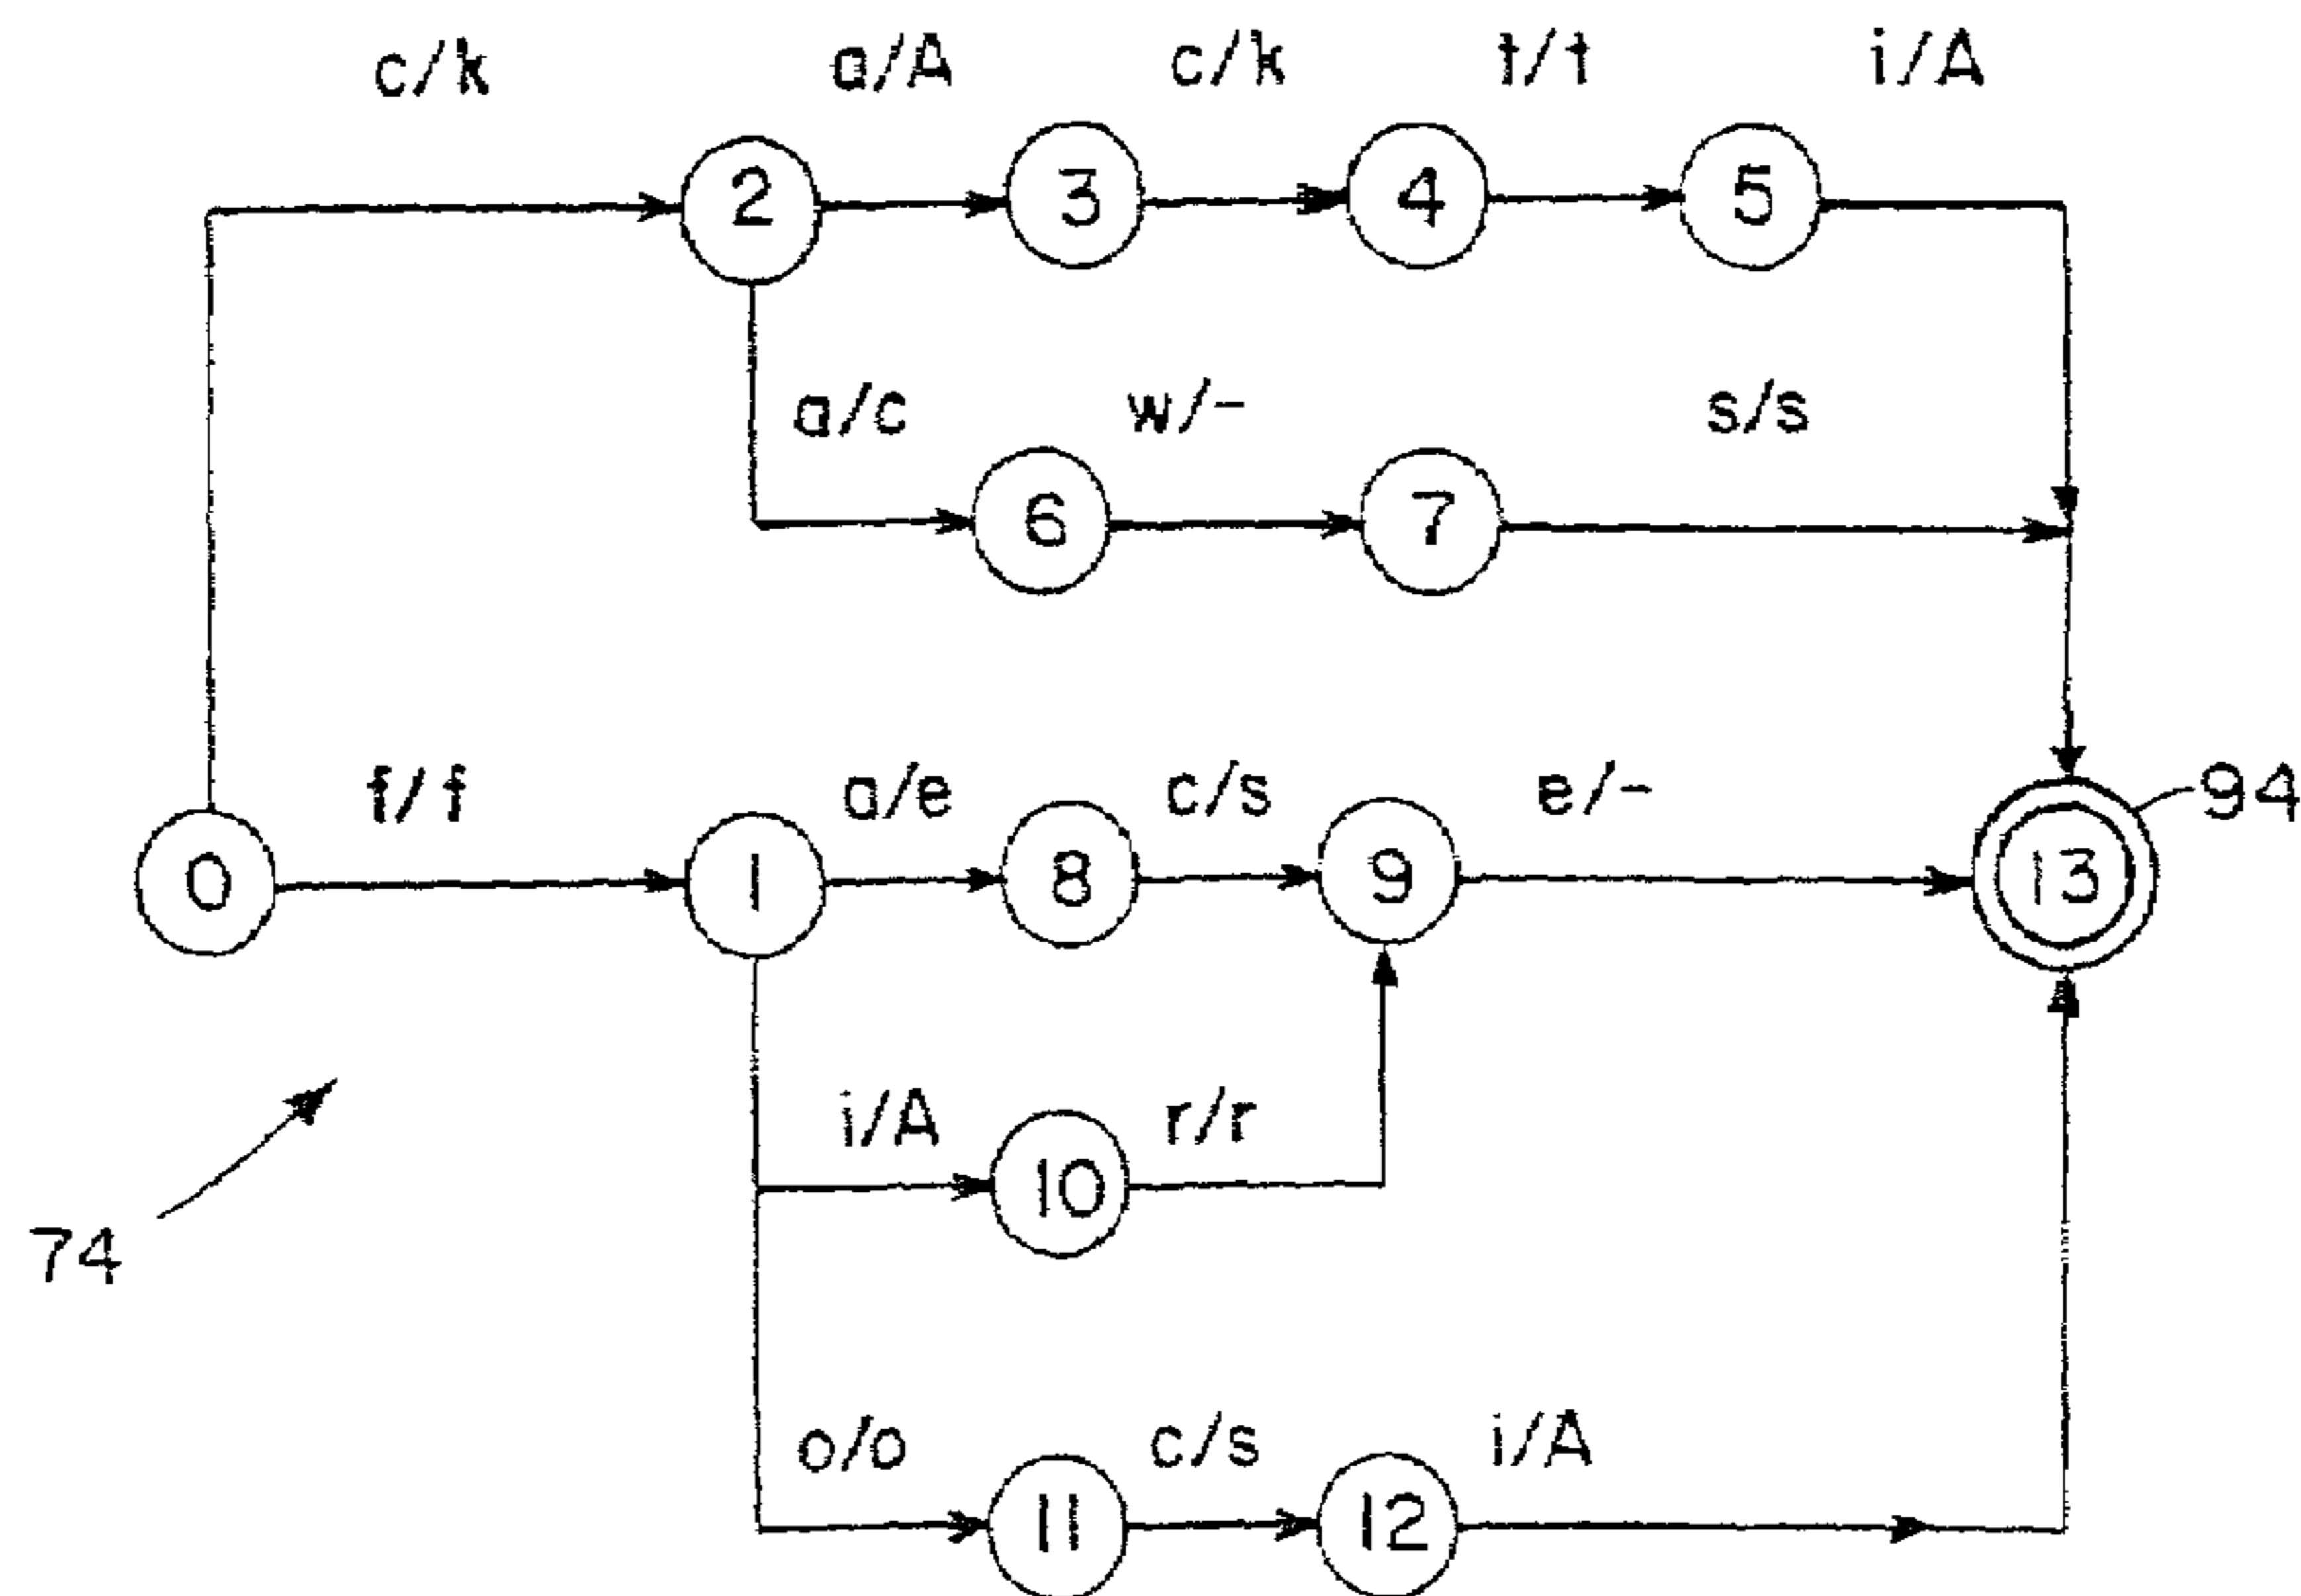 c/k a/A c/k t/t i/A
2 3 4 5
a/c w/- s/s
6 7
f/f a/e c/s e/- 94
0 1 8 9 13
i/A r/r
10
74
o/o c/s i/A
11 12